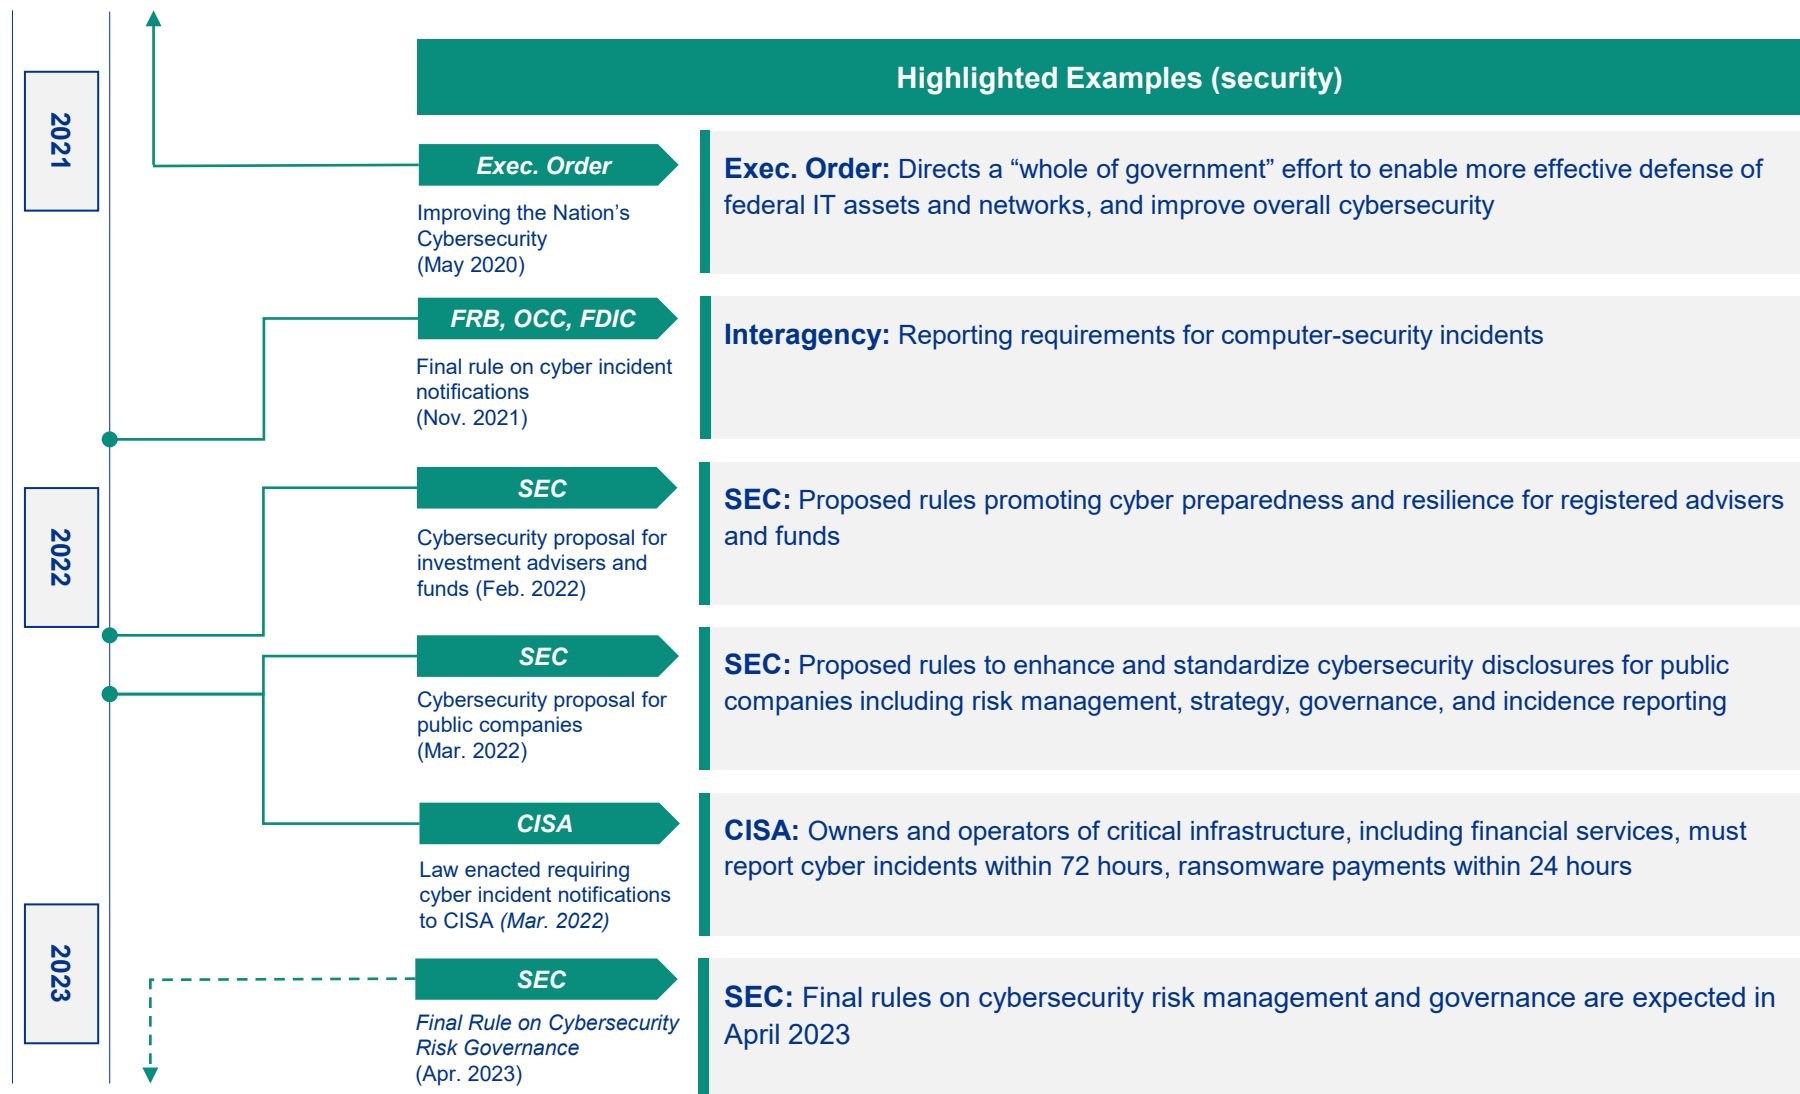 Highlighted Examples (security)
2021
Exec. Order
Improving the Nation’s
Cybersecurity
(May 2020)
Exec. Order: Directs a “whole of government” effort to enable more effective defense of
federal IT assets and networks, and improve overall cybersecurity
FRB, OCC, FDIC
Final rule on cyber incident
notifications
(Nov. 2021)
Interagency: Reporting requirements for computer-security incidents
2022
SEC
Cybersecurity proposal for
investment advisers and
funds (Feb. 2022)
SEC: Proposed rules promoting cyber preparedness and resilience for registered advisers
and funds
SEC
Cybersecurity proposal for
public companies
(Mar. 2022)
SEC: Proposed rules to enhance and standardize cybersecurity disclosures for public
companies including risk management, strategy, governance, and incidence reporting
CISA
Law enacted requiring
cyber incident notifications
to CISA (Mar. 2022)
CISA: Owners and operators of critical infrastructure, including financial services, must
report cyber incidents within 72 hours, ransomware payments within 24 hours
2023
SEC
Final Rule on Cybersecurity
Risk Governance
(Apr. 2023)
SEC: Final rules on cybersecurity risk management and governance are expected in
April 2023